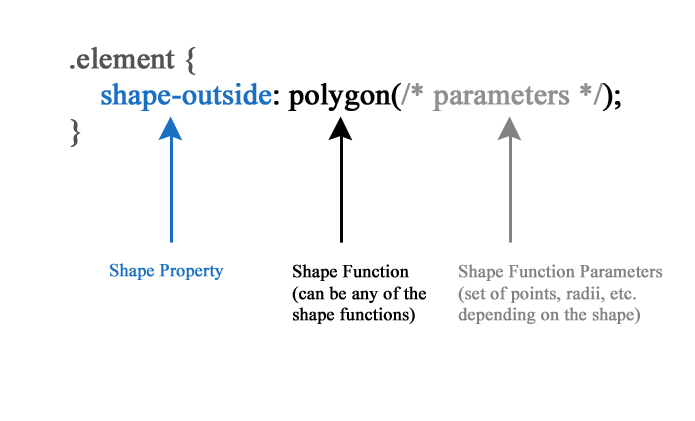 .element {
shape-outside: polygon(/* parameters */);
}
Shape Property
Shape Function
(can be any of the
shape functions)
Shape Function Parameters
(set of points, radii, etc.
depending on the shape)